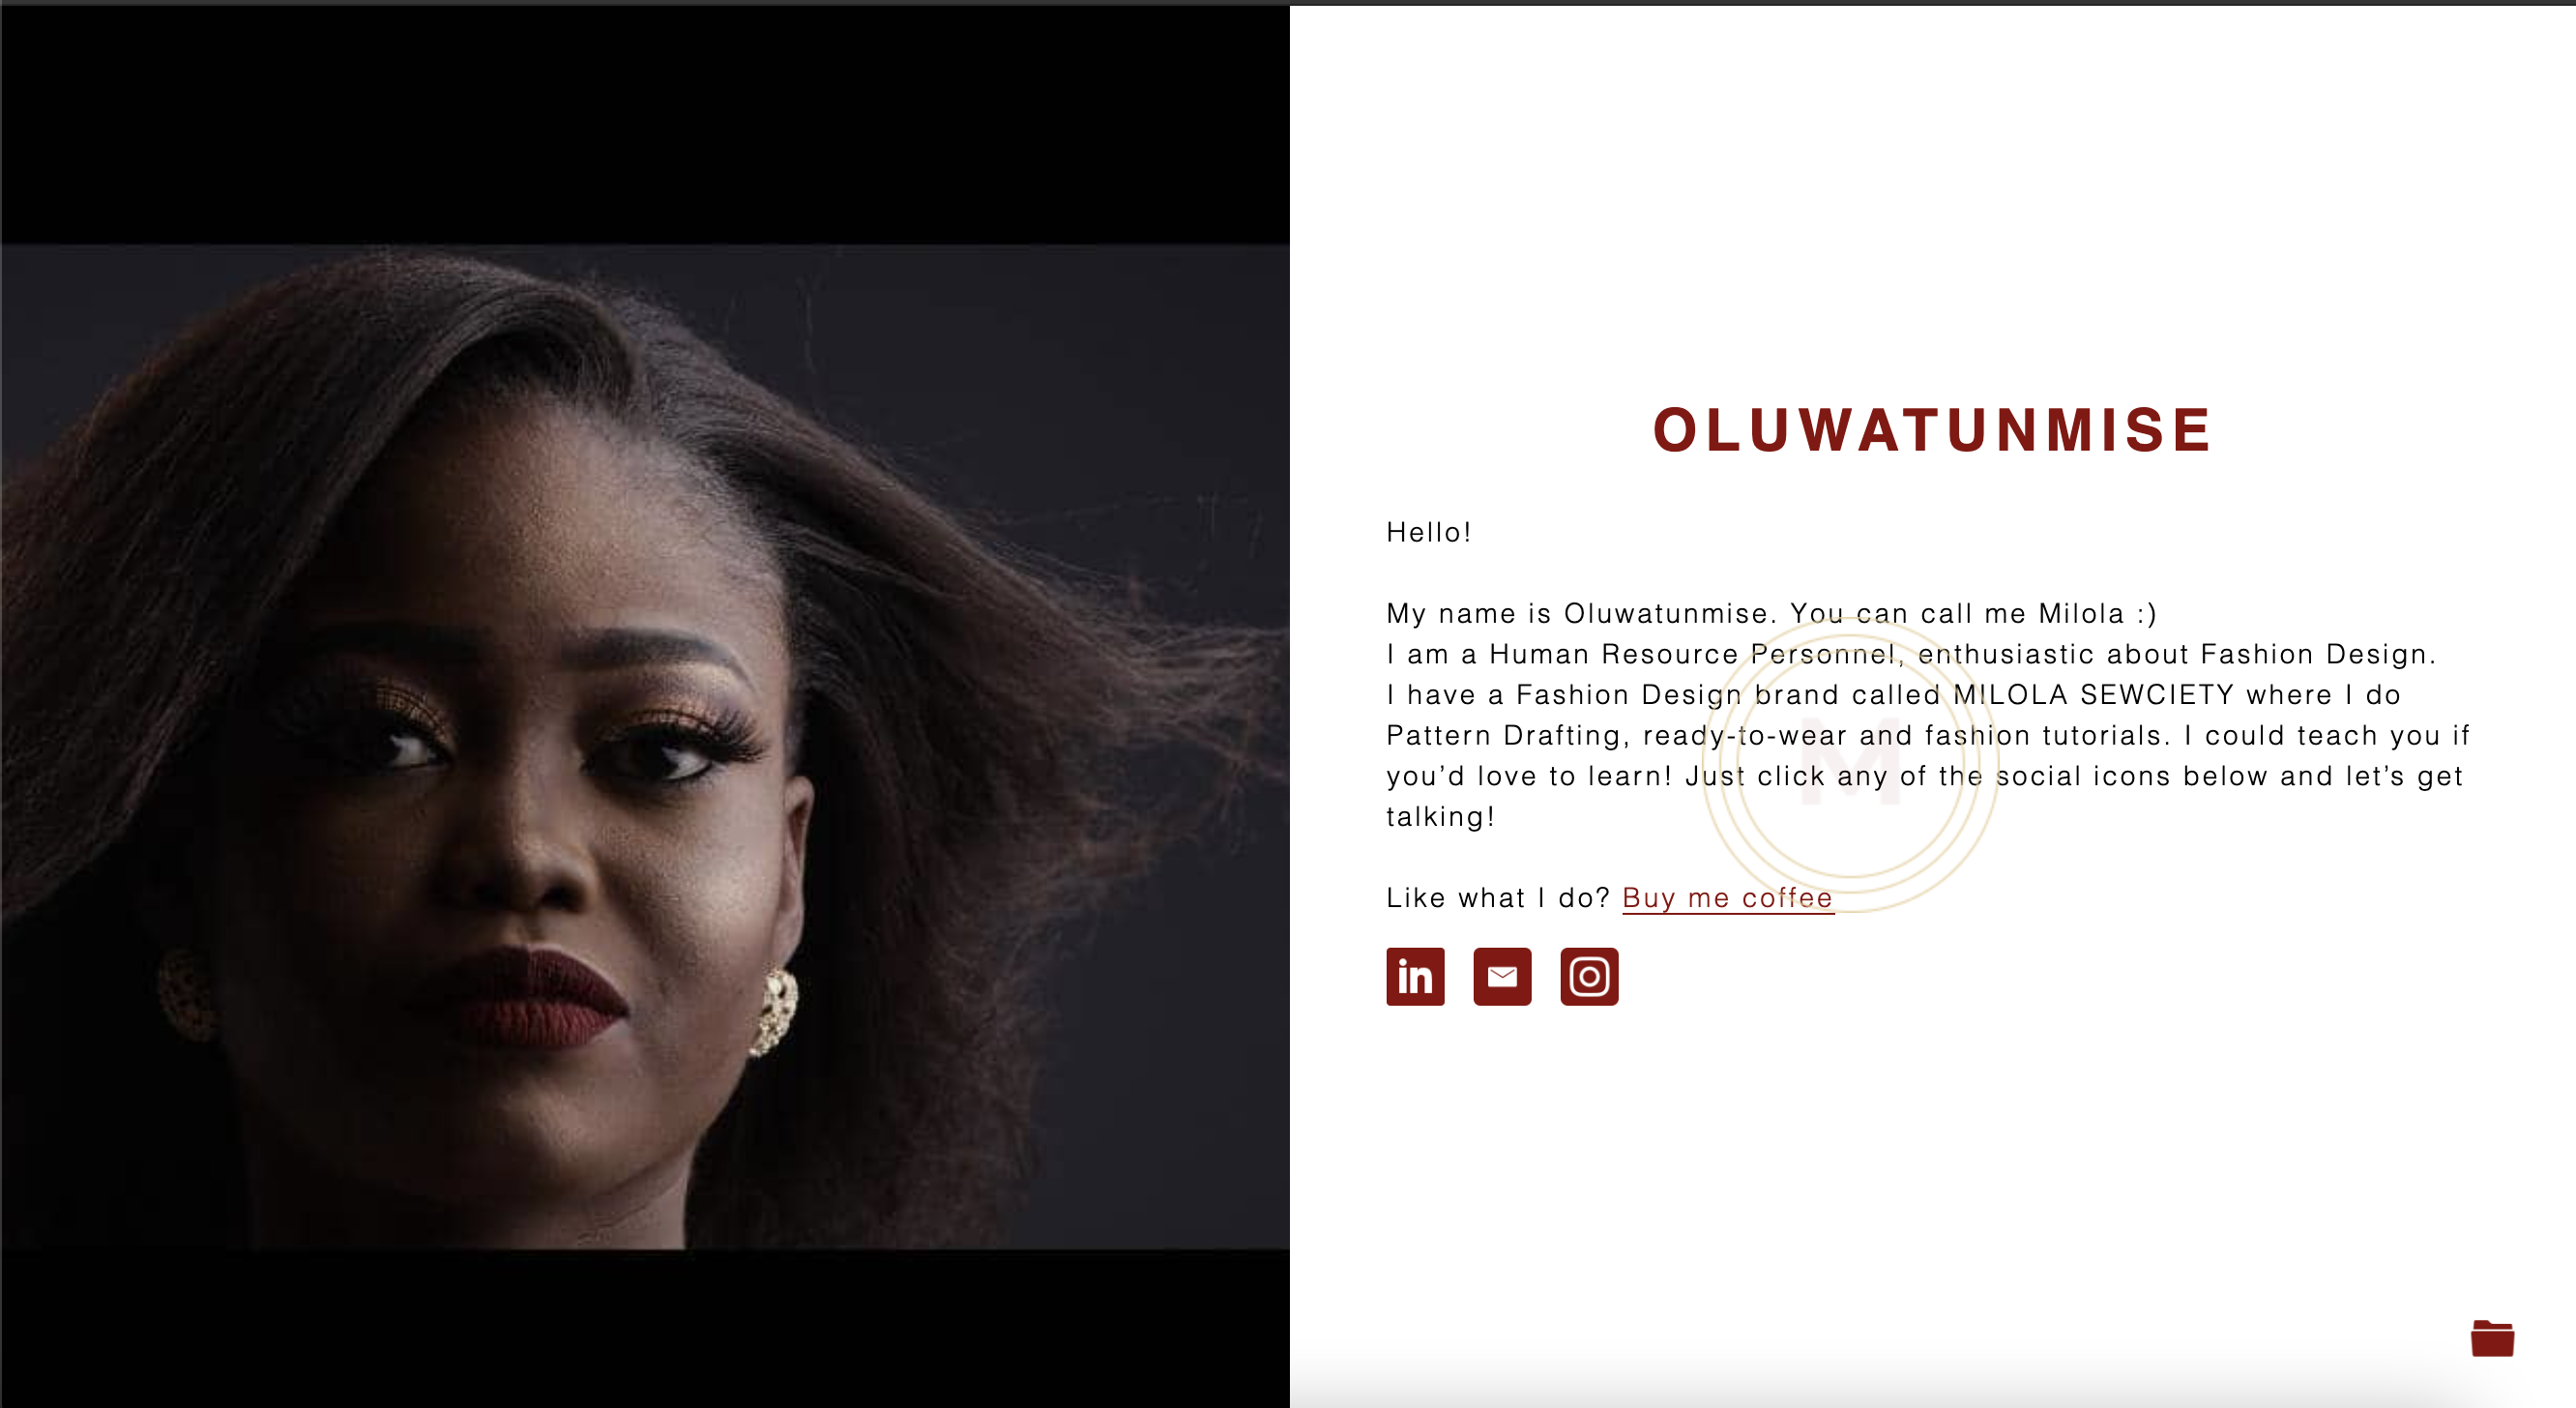 OLUWATUNMISE
Hello!
My name is Oluwatunmise. You can call me Milola :)
I am a Human Resource Personnel, enthusiastic about Fashion Design.
I have a Fashion Design brand called MILOLA SEWCIETY where I do
Pattern Drafting, ready-to-wear and fashion tutorials. I could teach you if
you’d love to learn! Just click any of the social icons below and let’s get
talking!
M
Like what I do? Buy me coffee
in